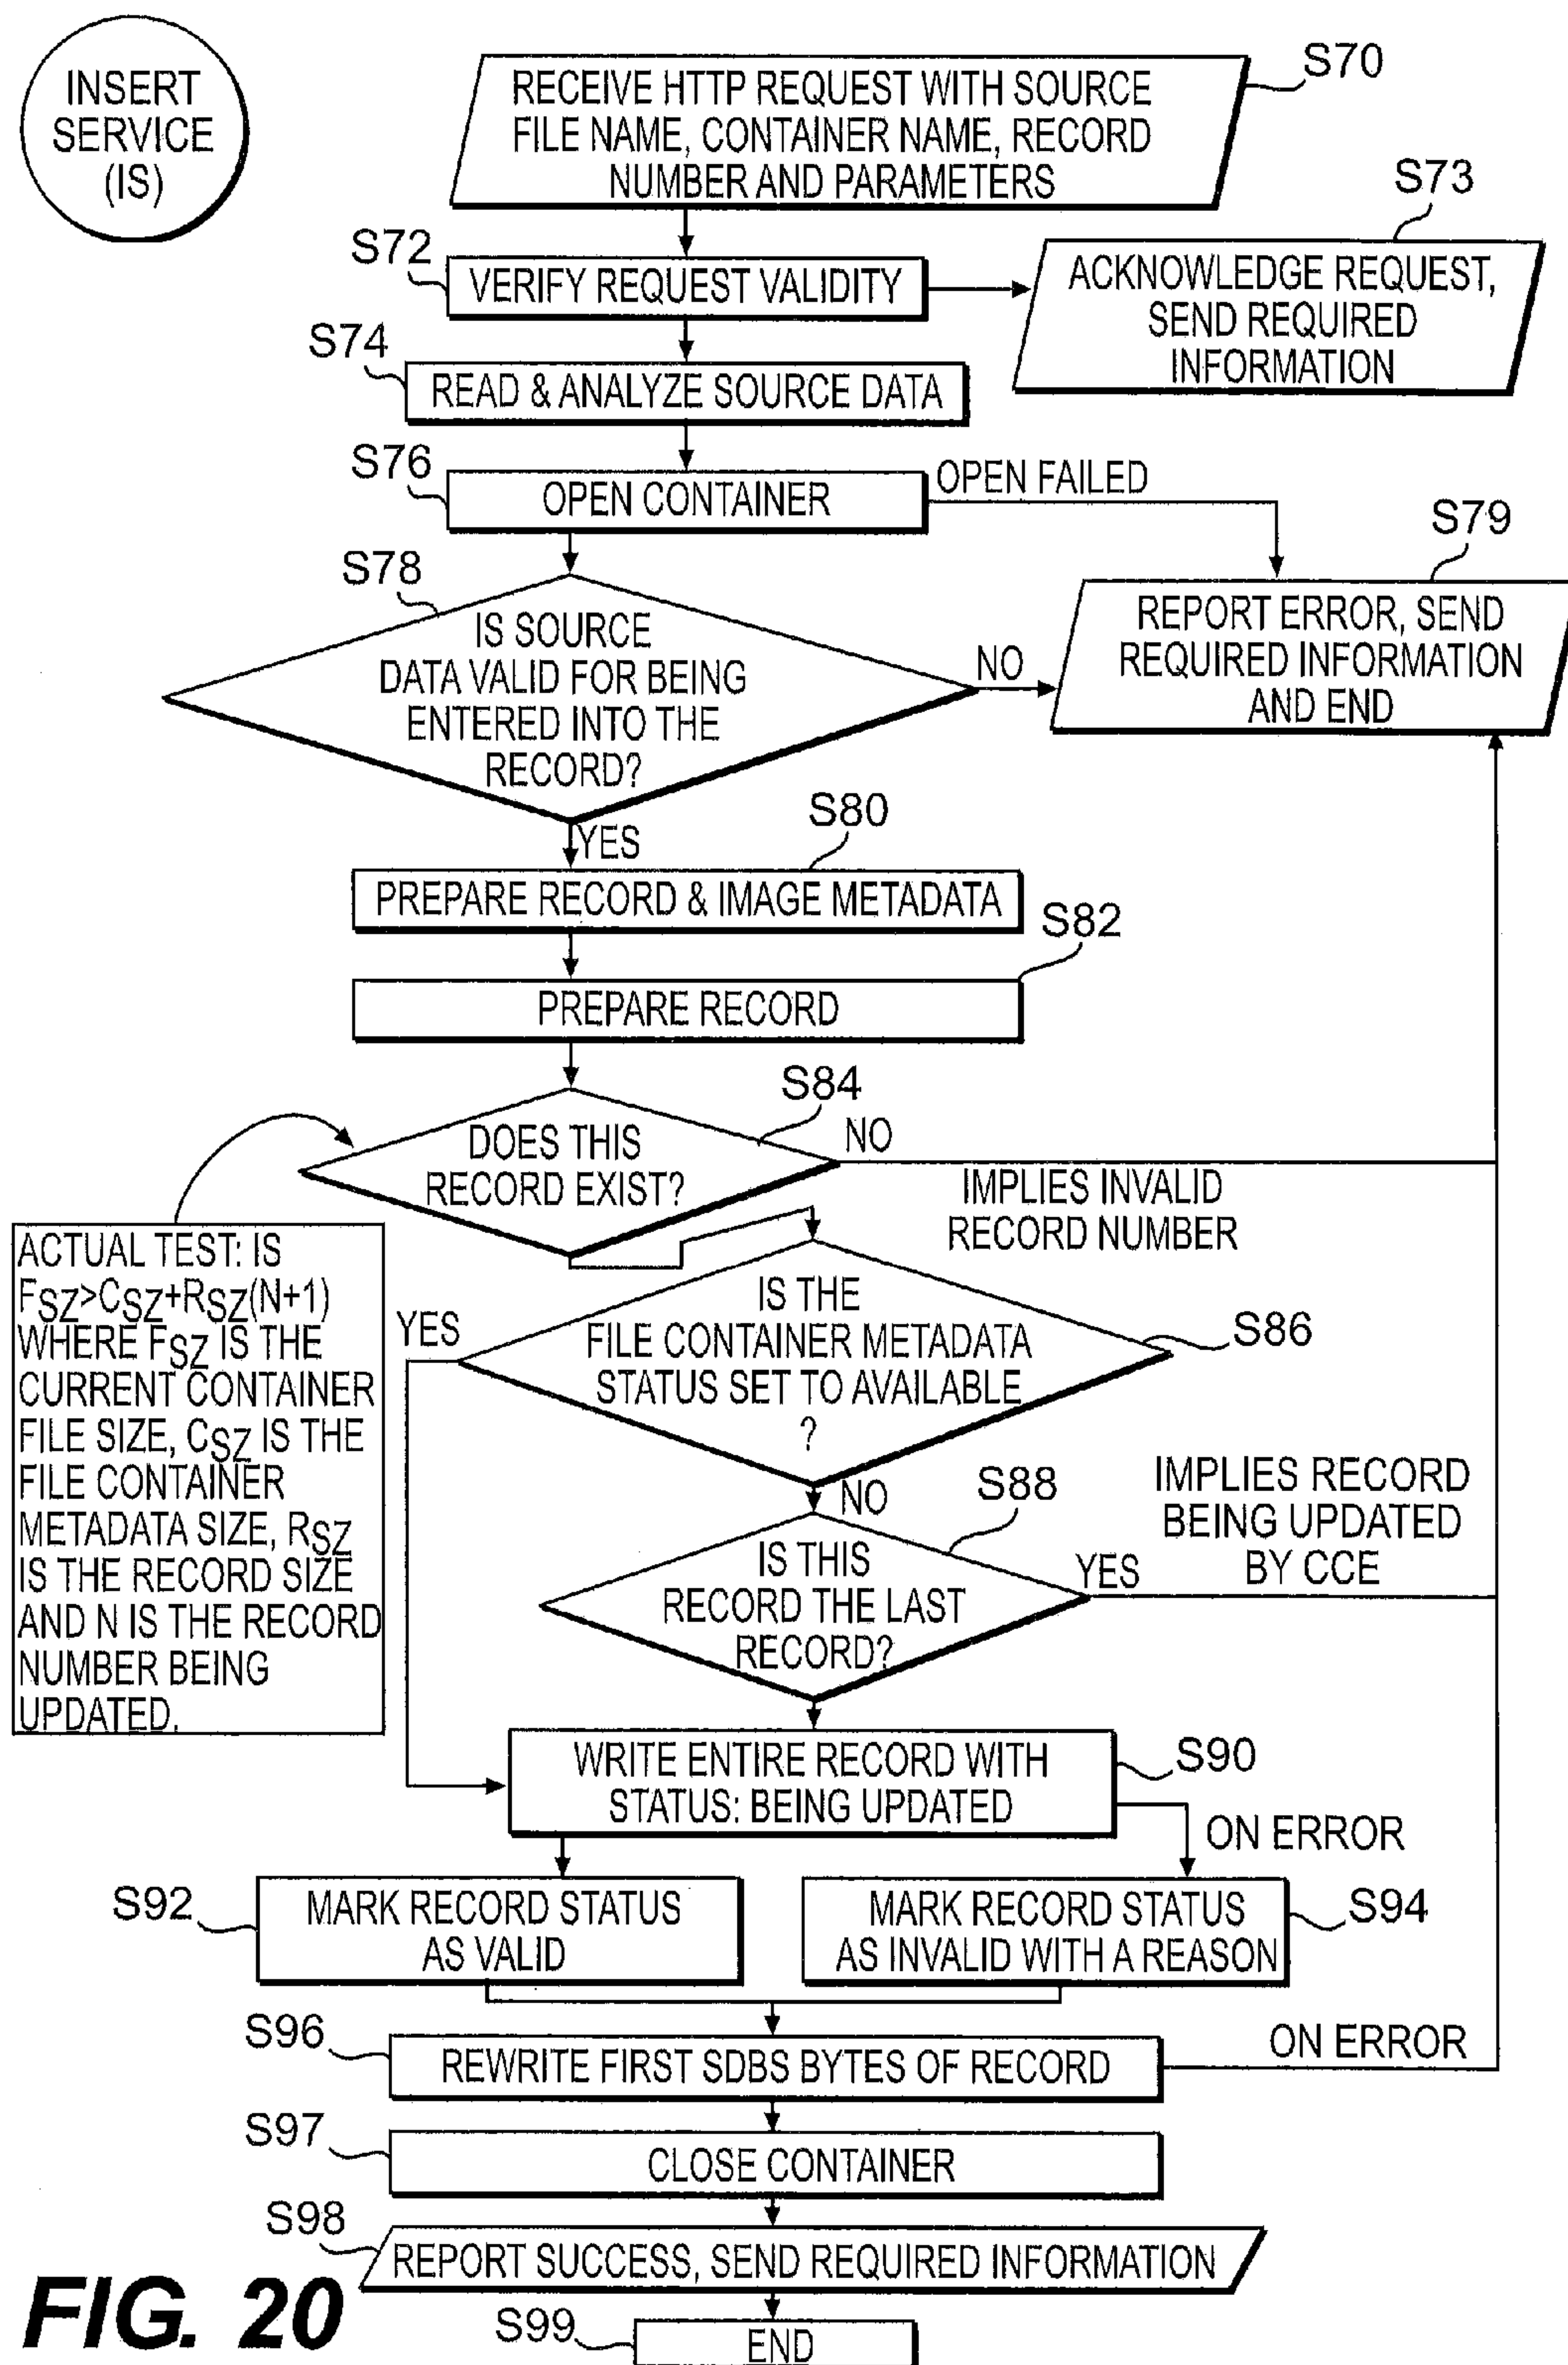 INSERT
SERVICE
(IS)
RECEIVE HTTP REQUEST WITH SOURCE
FILE NAME, CONTAINER NAME, RECORD
NUMBER AND PARAMETERS
S70
S72
VERIFY REQUEST VALIDITY
S73
ACKNOWLEDGE REQUEST,
SEND REQUIRED
INFORMATION
S74
READ & ANALYZE SOURCE DATA
S76
OPEN CONTAINER
OPEN FAILED
S78
IS SOURCE
DATA VALID FOR BEING
ENTERED INTO THE
RECORD?
NO
S79
REPORT ERROR, SEND
REQUIRED INFORMATION
AND END
YES
S80
PREPARE RECORD & IMAGE METADATA
S82
PREPARE RECORD
S84
DOES THIS
RECORD EXIST?
NO
IMPLIES INVALID
RECORD NUMBER
ACTUAL TEST: IS
FSZ>CSZ+RSZ(N+1)
WHERE FSZ IS THE
CURRENT CONTAINER
FILE SIZE, CSZ IS THE
FILE CONTAINER
METADATA SIZE, RSZ
IS THE RECORD SIZE
AND N IS THE RECORD
NUMBER BEING
UPDATED.
YES
IS THE
FILE CONTAINER METADATA
STATUS SET TO AVAILABLE
?
S86
NO
S88
IS THIS
RECORD THE LAST
RECORD?
YES
IMPLIES RECORD
BEING UPDATED
BY CCE
WRITE ENTIRE RECORD WITH
STATUS: BEING UPDATED
S90
ON ERROR
S92
MARK RECORD STATUS
AS VALID
MARK RECORD STATUS
AS INVALID WITH A REASON
S94
S96
REWRITE FIRST SDBS BYTES OF RECORD
ON ERROR
S97
CLOSE CONTAINER
S98
REPORT SUCCESS, SEND REQUIRED INFORMATION
S99
END
FIG. 20